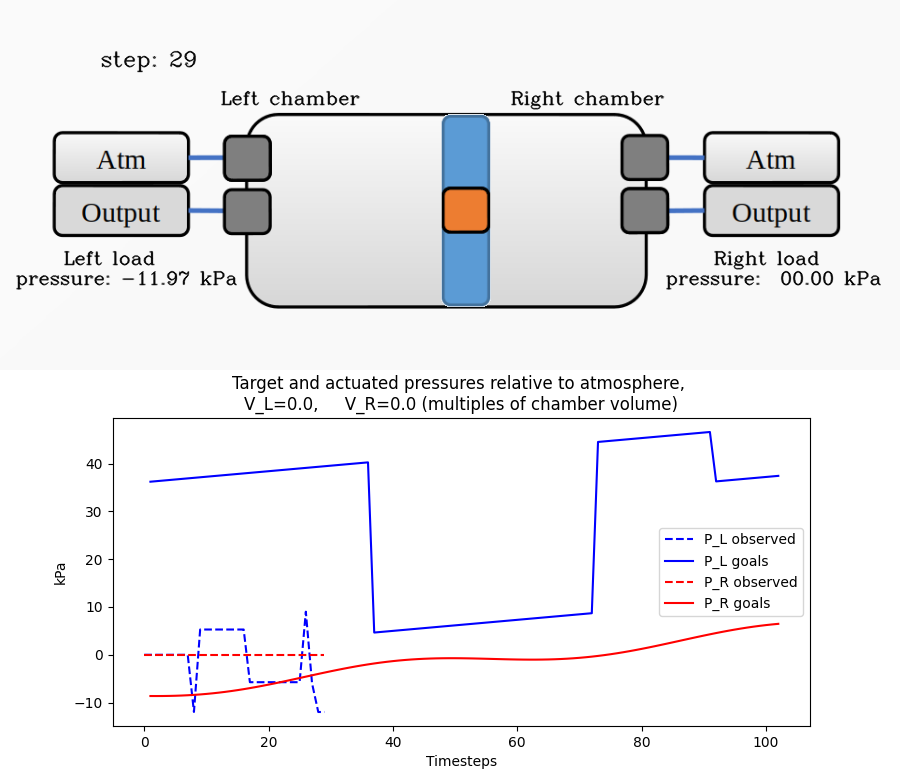 step: 29
Left chamber
Right chamber
Atm
Atm
Output
Output
Left load
pressure: −11.97 kPa
Right load
pressure: 00.00 kPa
Target and actuated pressures relative to atmosphere,
V_L=0.0, V_R=0.0 (multiples of chamber volume)
kPa
40
30
20
10
0
−10
P_L observed
P_L goals
P_R observed
P_R goals
0 20 40 60 80 100
Timesteps